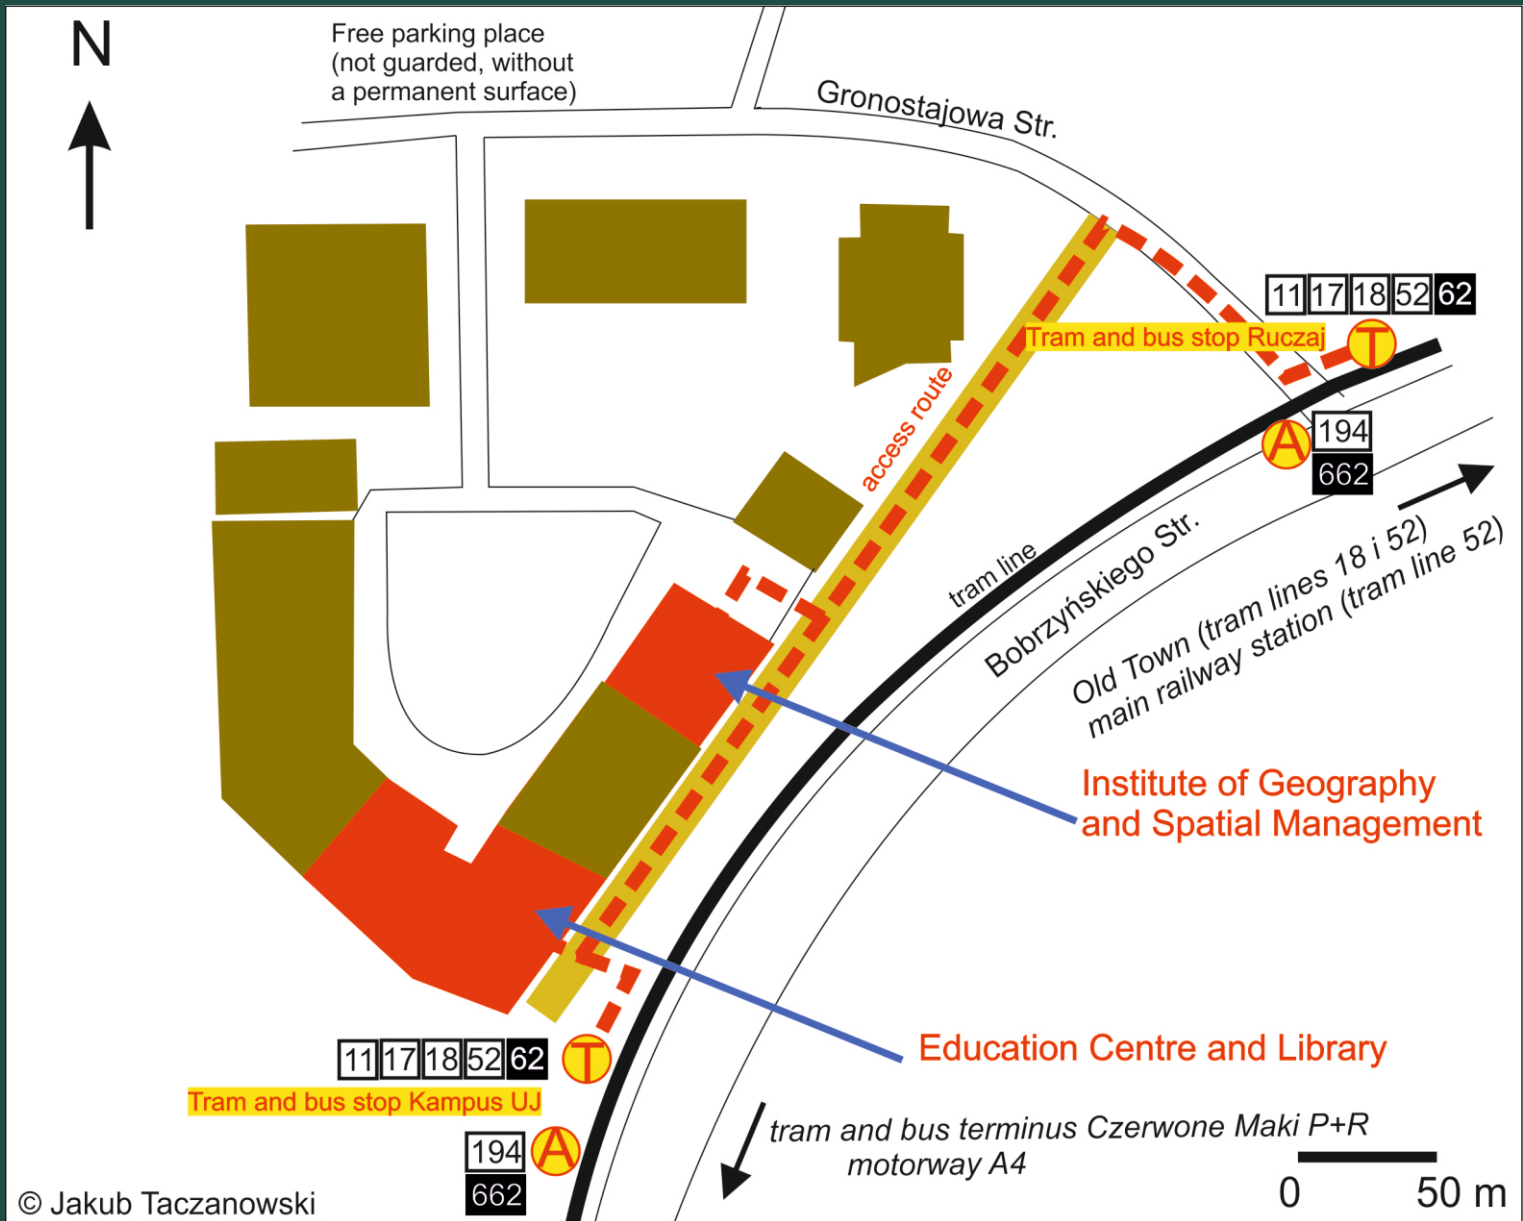 N
Free parking place
(not guarded, without
a permanent surface)
Gronostajowa Str.
11 17 18 52 62
Tram and bus stop Ruczaj
T
access route
A
194
662
tram line
Bobrzyńskiego Str.
Old Town (tram lines 18 i 52)
main railway station (tram line 52)
Institute of Geography
and Spatial Management
Education Centre and Library
11 17 18 52 62
T
Tram and bus stop Kampus UJ
194
A
662
tram and bus terminus Czerwone Maki P+R
motorway A4
0 50 m
© Jakub Taczanowski